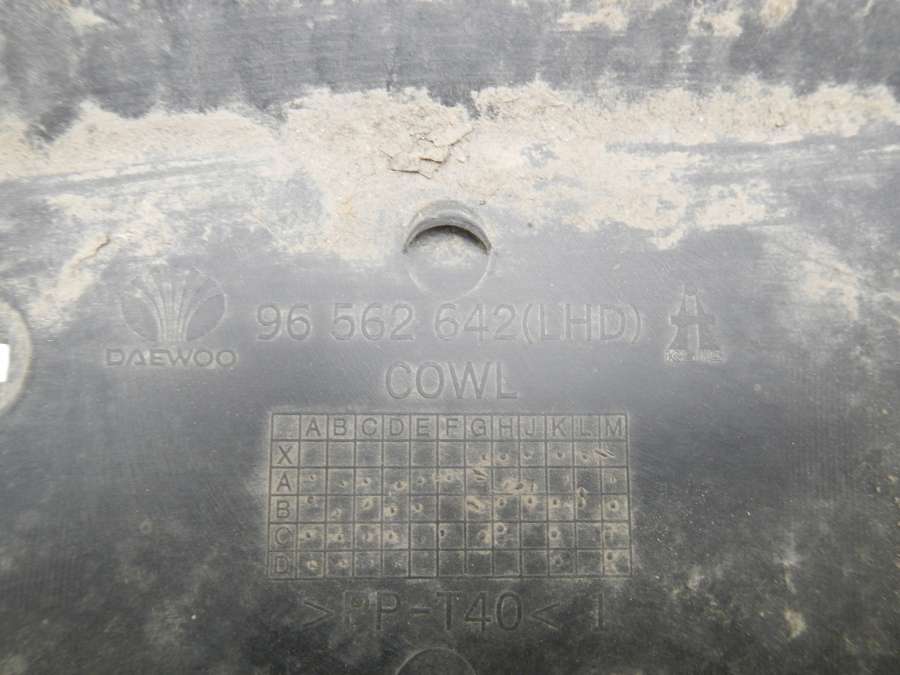 DAEWOO 96 562 642(LHD)
COWL
A B C D E F G H J K L M
X
A
B
C
D
>PP-T40< 1